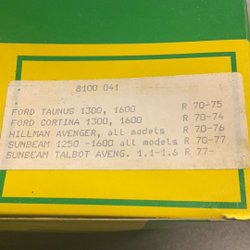 8100 041
FORD TAUNUS 1300, 1600 R 70-75
FORD CORTINA 1300, 1600 R 70-74
HILLMAN AVENGER, all models R 70-76
SUNBEAM 1250 -1600 all models R 70-77
SUNBEAM TALBOT AVENG. 1.1-1.6 R 77-